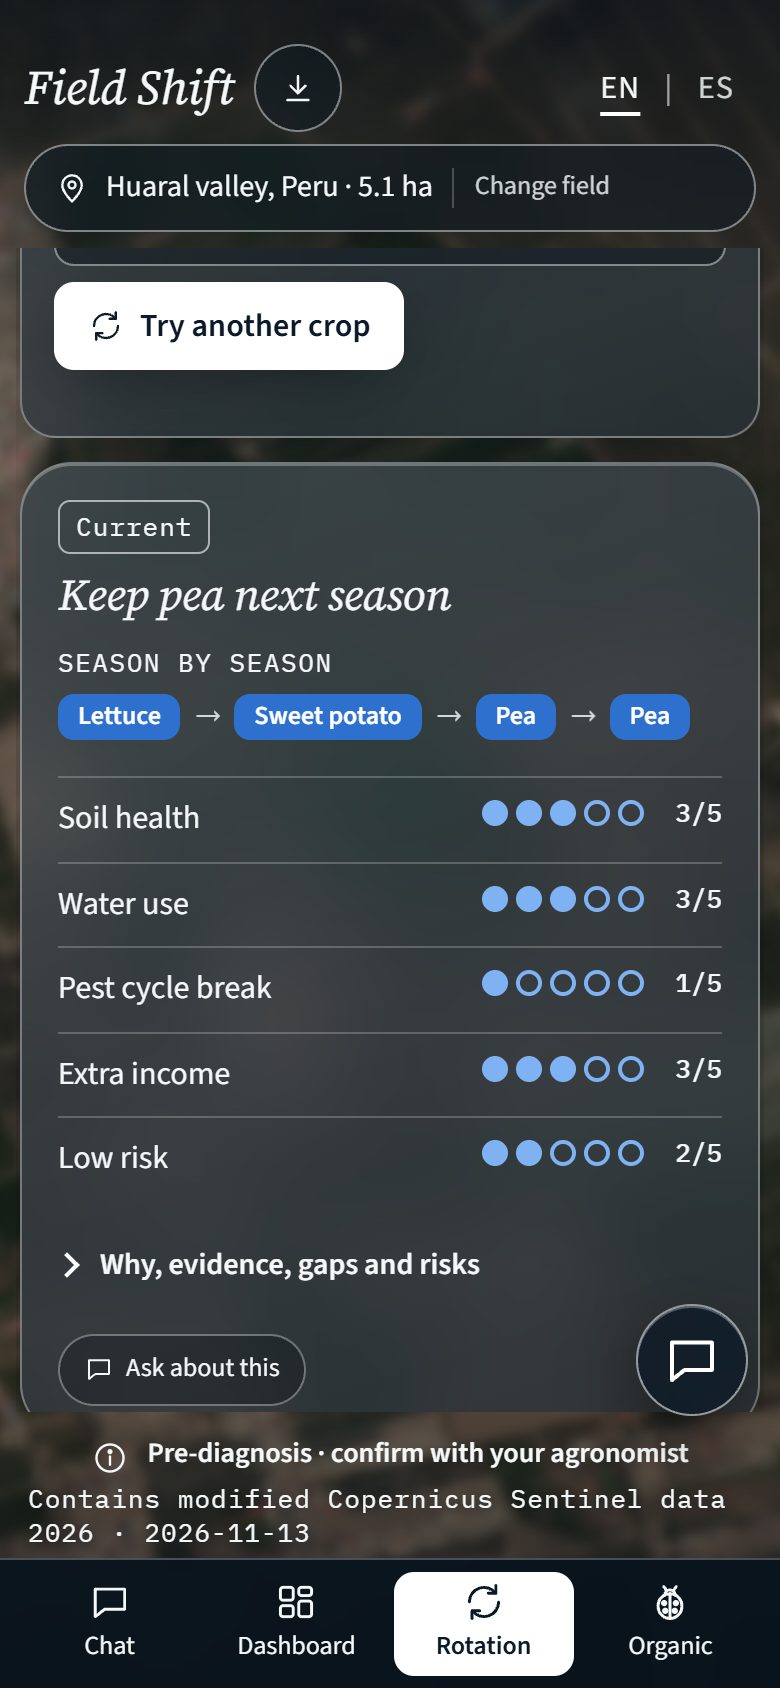 Field Shift
EN | ES
Huaral valley, Peru · 5.1 ha | Change field
Try another crop
Current
Keep pea next season
SEASON BY SEASON
Lettuce → Sweet potato → Pea → Pea
Soil health 3/5
Water use 3/5
Pest cycle break 1/5
Extra income 3/5
Low risk 2/5
Why, evidence, gaps and risks
Ask about this
Pre-diagnosis · confirm with your agronomist
Contains modified Copernicus Sentinel data
2026 · 2026-11-13
Chat Dashboard Rotation Organic